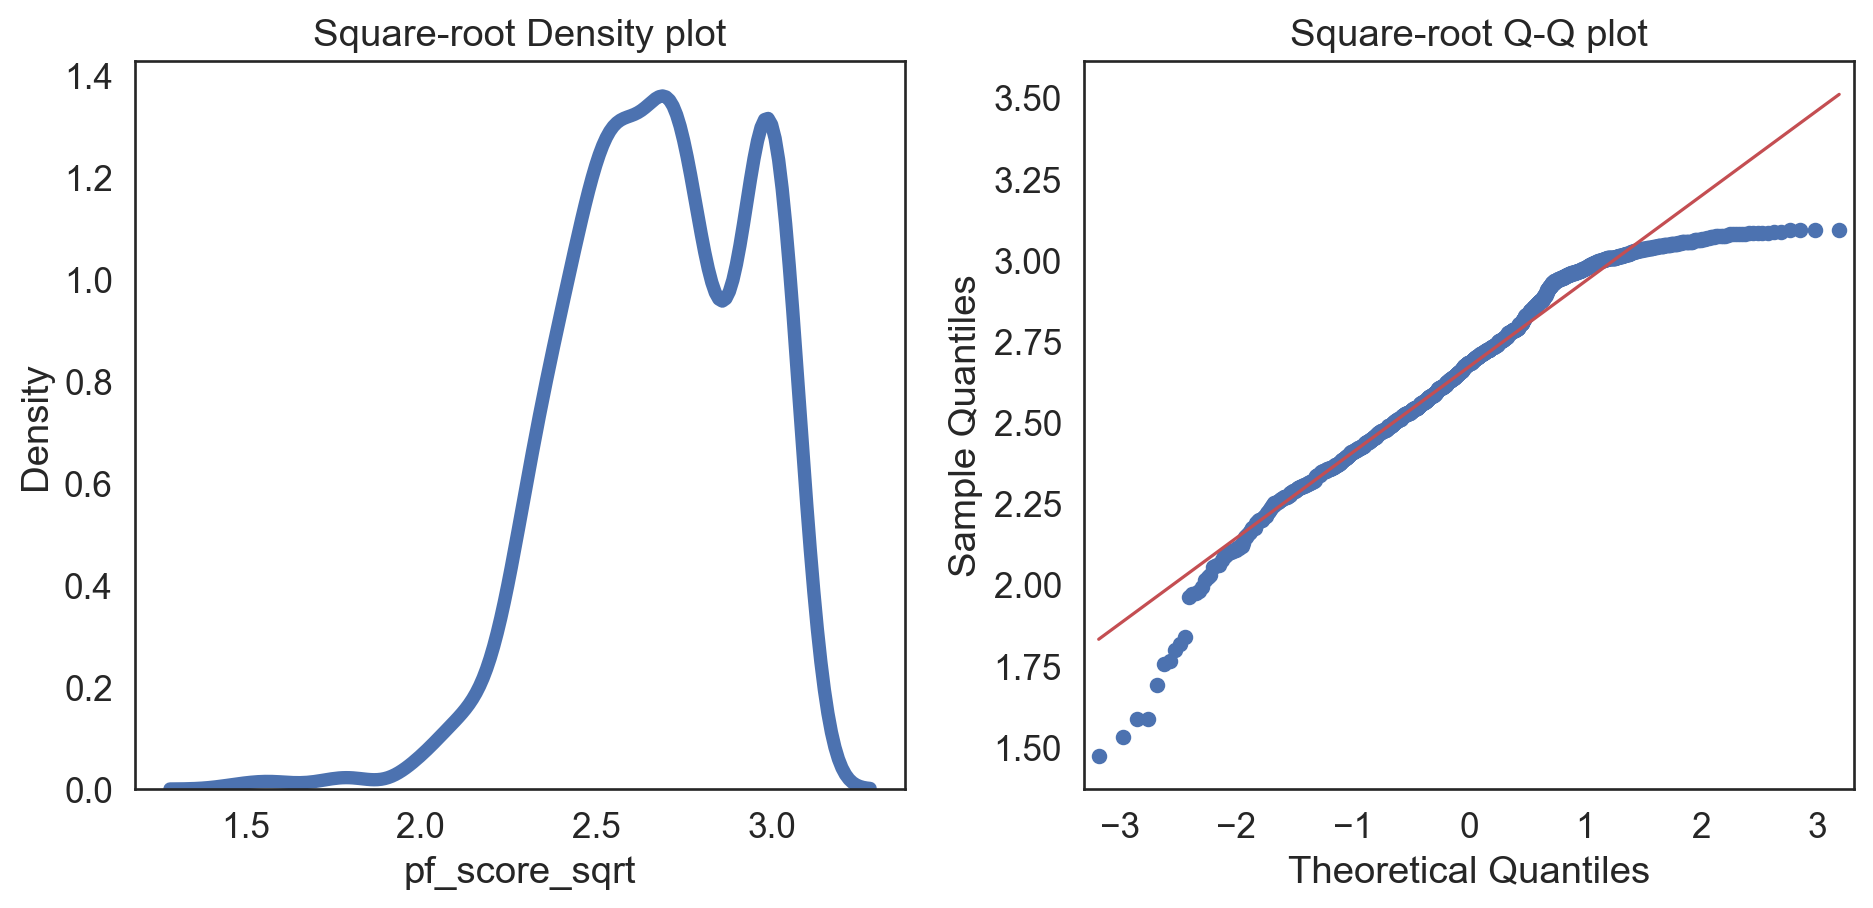 Square-root Density plot
1.4
1.2
1.0
0.8
0.6
0.4
0.2
0.0
Density
1.5 2.0 2.5 3.0
pf_score_sqrt
Square-root Q-Q plot
3.50
3.25
3.00
2.75
2.50
2.25
2.00
1.75
1.50
Sample Quantiles
−3 −2 −1 0 1 2 3
Theoretical Quantiles